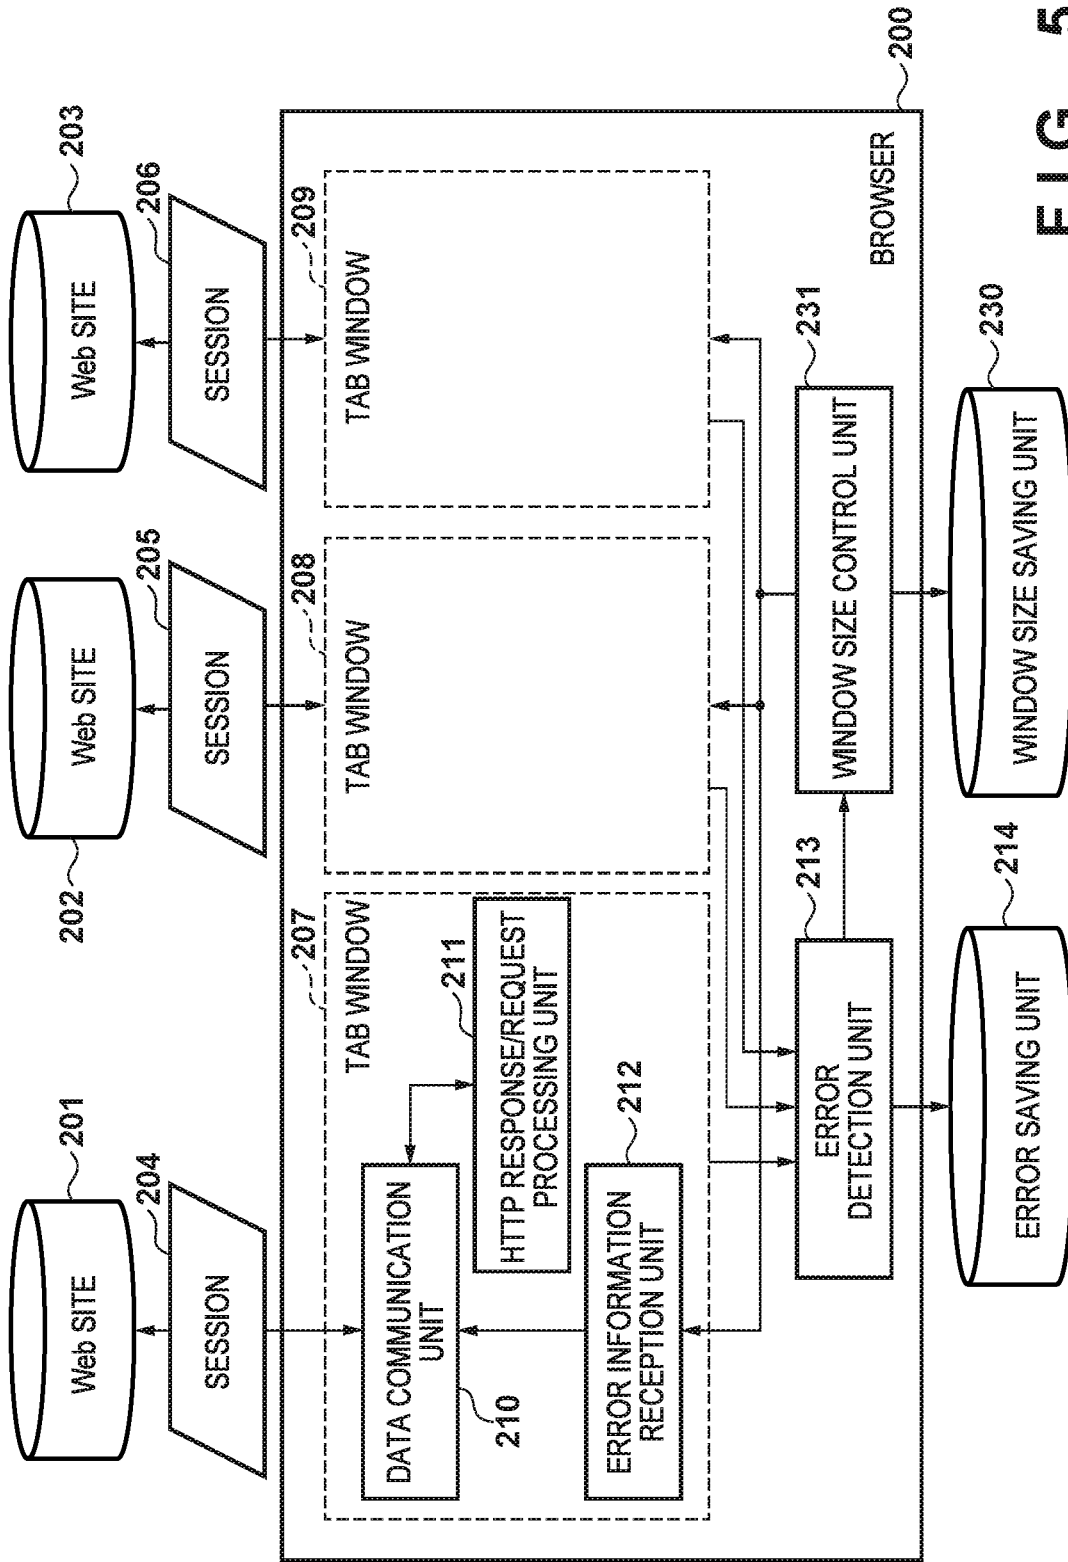 201
Web SITE
202
Web SITE
203
Web SITE
204
SESSION
205
SESSION
206
SESSION
207
TAB WINDOW
208
TAB WINDOW
209
TAB WINDOW
DATA COMMUNICATION
UNIT
210
211
HTTP RESPONSE/REQUEST
PROCESSING UNIT
212
ERROR INFORMATION
RECEPTION UNIT
213
ERROR
DETECTION UNIT
231
WINDOW SIZE CONTROL UNIT
BROWSER
200
214
ERROR SAVING UNIT
230
WINDOW SIZE SAVING UNIT
FIG. 5